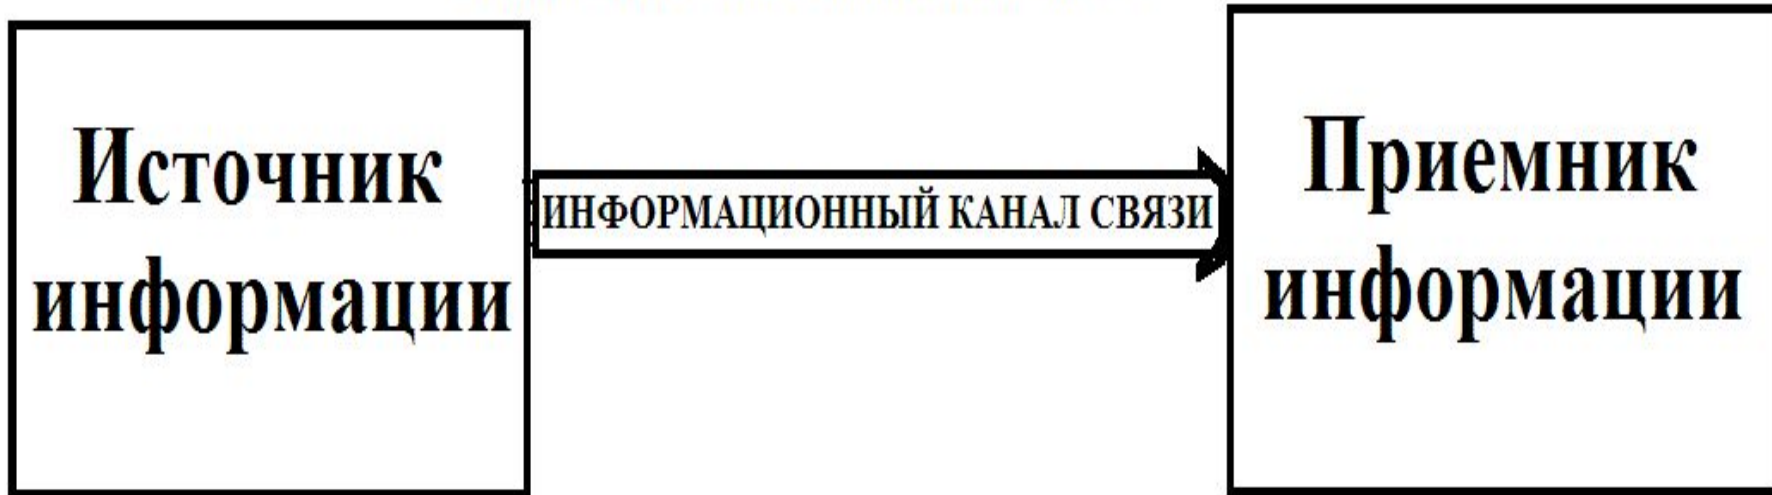 Источник
информации
ИНФОРМАЦИОННЫЙ КАНАЛ СВЯЗИ
Приемник
информации